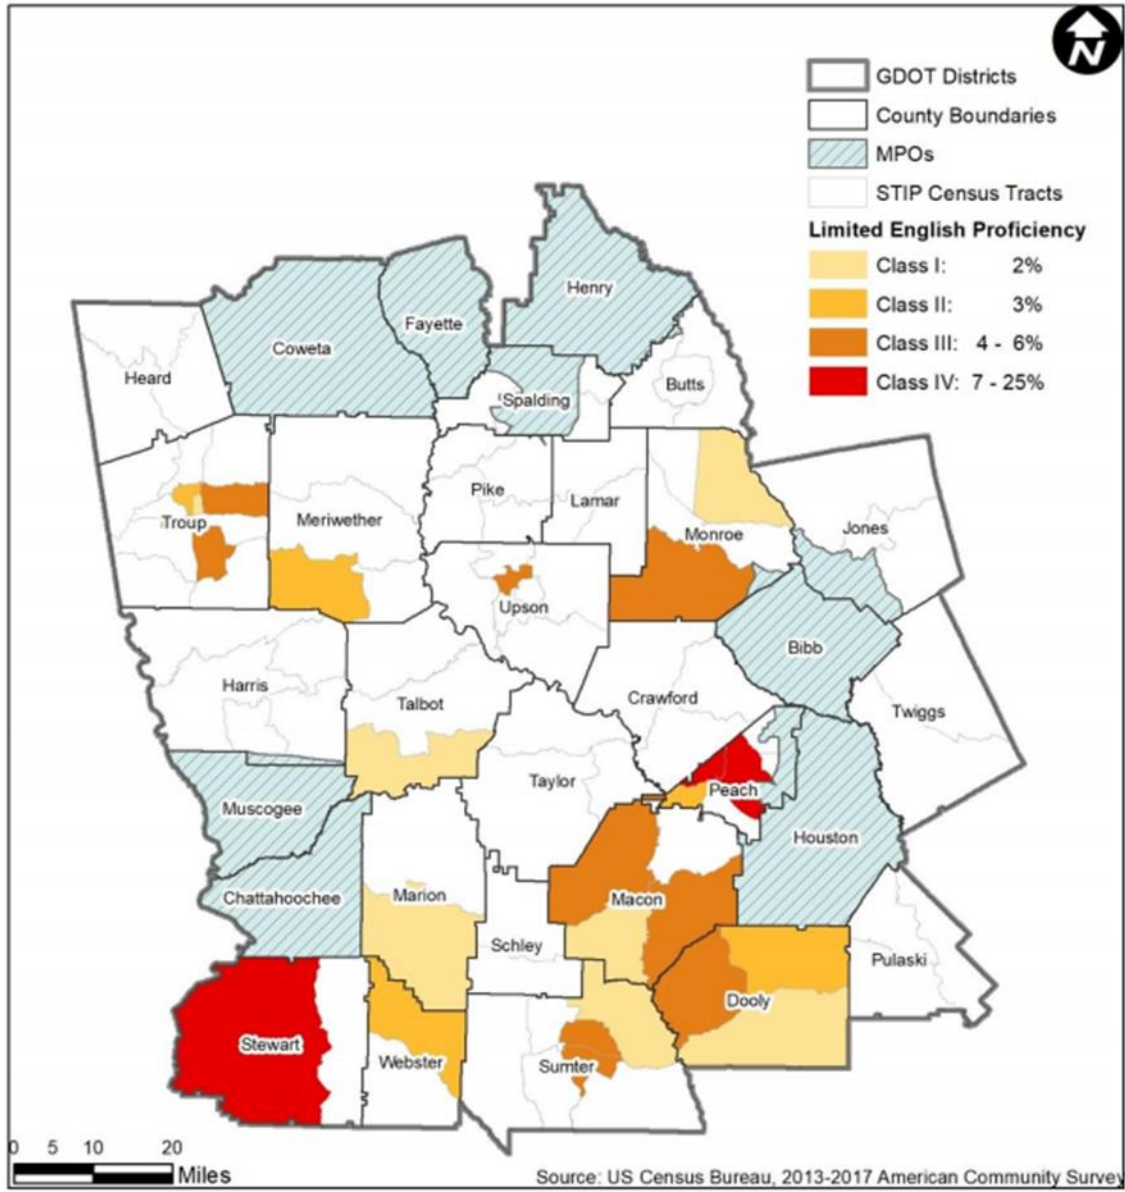 N
GDOT Districts
County Boundaries
MPOs
STIP Census Tracts
Limited English Proficiency
Class I: 2%
Class II: 3%
Class III: 4 - 6%
Class IV: 7 - 25%
Henry
Fayette
Coweta
Heard
Butts
Spalding
Pike
Lamar
Troup
Meriwether
Monroe
Jones
Upson
Bibb
Harris
Talbot
Crawford
Twiggs
Taylor
Peach
Muscogee
Houston
Chattahoochee
Marion
Macon
Schley
Pulaski
Dooly
Stewart
Webster
Sumter
0 5 10 20
Miles
Source: US Census Bureau, 2013-2017 American Community Survey